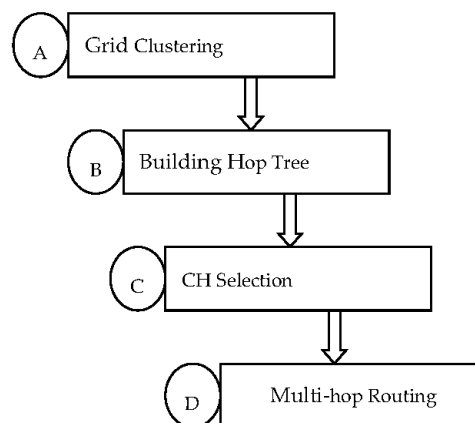 A
Grid Clustering
B
Building Hop Tree
C
CH Selection
D
Multi-hop Routing